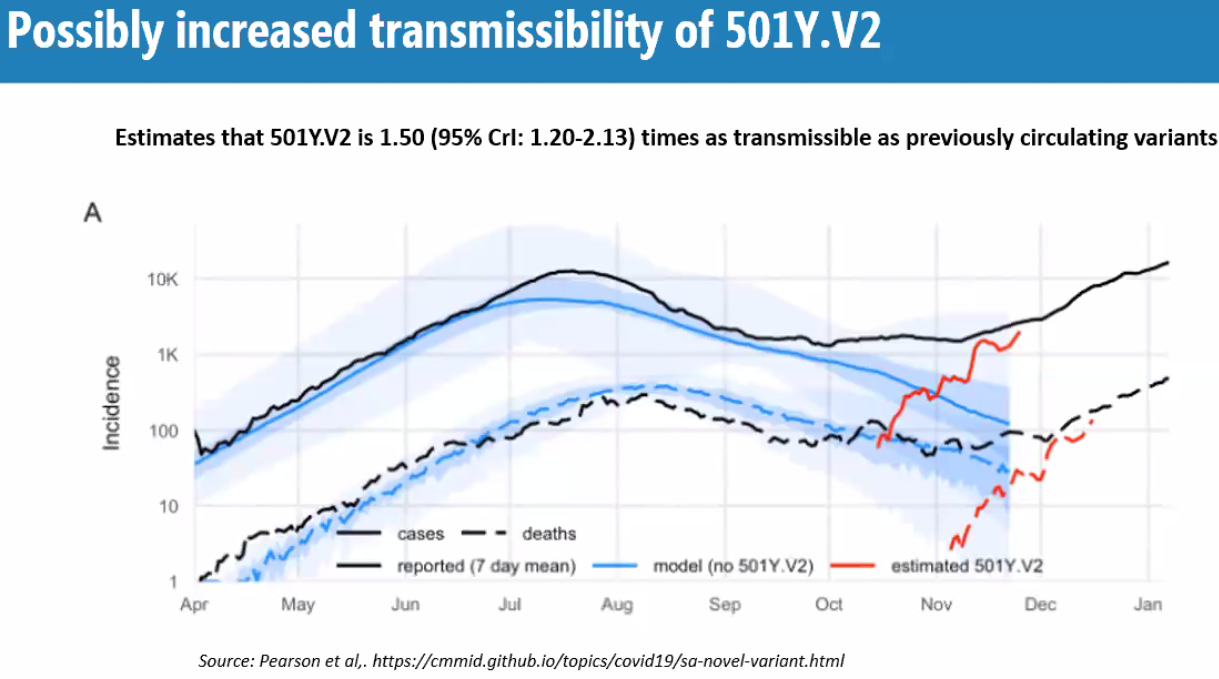 Possibly increased transmissibility of 501Y.V2
Estimates that 501Y.V2 is 1.50 (95% CrI: 1.20-2.13) times as transmissible as previously circulating variants
A
Incidence
10K
1K
100
10
1
cases deaths
reported (7 day mean) model (no 501Y.V2) estimated 501Y.V2
Apr May Jun Jul Aug Sep Oct Nov Dec Jan
Source: Pearson et al,. https://cmmid.github.io/topics/covid19/sa-novel-variant.html